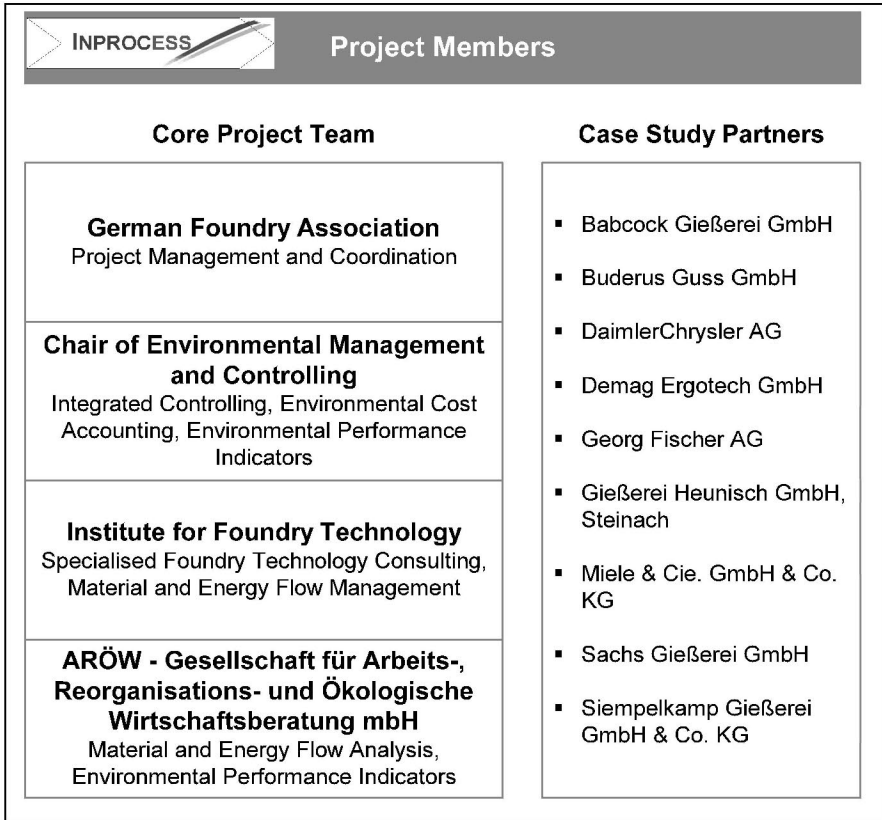 INPROCESS
Project Members
Core Project Team
German Foundry Association
Project Management and Coordination
Chair of Environmental Management
and Controlling
Integrated Controlling, Environmental Cost
Accounting, Environmental Performance
Indicators
Institute for Foundry Technology
Specialised Foundry Technology Consulting,
Material and Energy Flow Management
ARÖW - Gesellschaft für Arbeits-,
Reorganisations- und Ökologische
Wirtschaftsberatung mbH
Material and Energy Flow Analysis,
Environmental Performance Indicators
Case Study Partners
▪ Babcock Gießerei GmbH
▪ Buderus Guss GmbH
▪ DaimlerChrysler AG
▪ Demag Ergotech GmbH
▪ Georg Fischer AG
▪ Gießerei Heunisch GmbH,
Steinach
▪ Miele & Cie. GmbH & Co.
KG
▪ Sachs Gießerei GmbH
▪ Siempelkamp Gießerei
GmbH & Co. KG